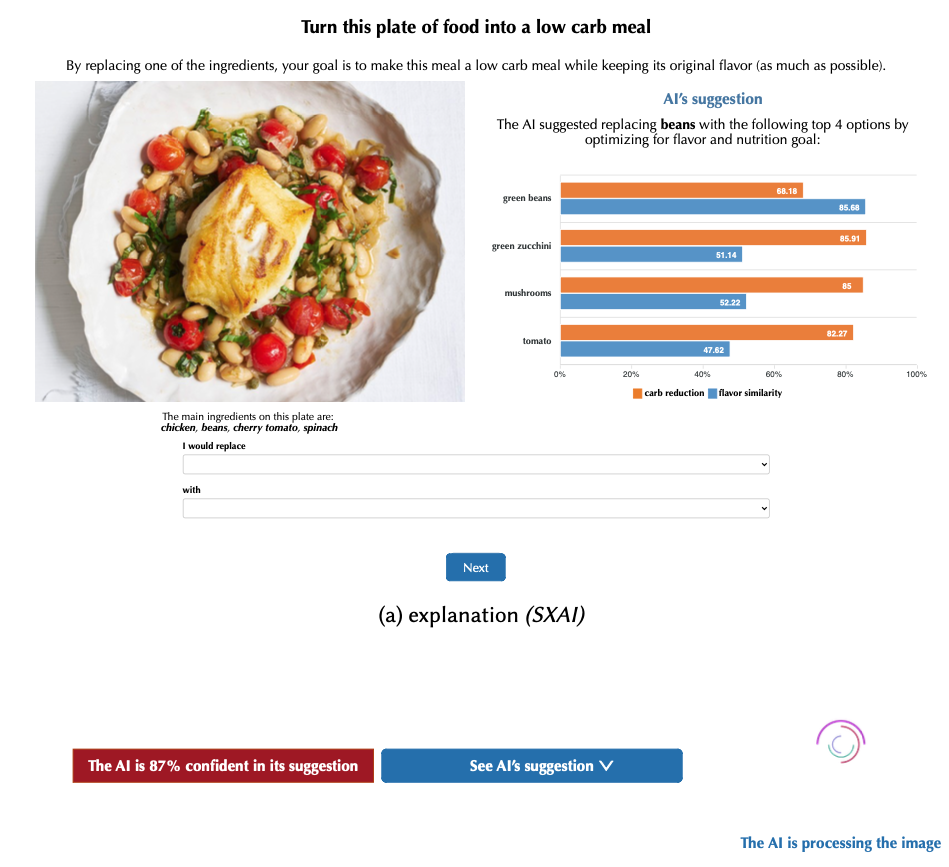 Turn this plate of food into a low carb meal
By replacing one of the ingredients, your goal is to make this meal a low carb meal while keeping its original flavor (as much as possible).
AI's suggestion
The AI suggested replacing beans with the following top 4 options by
optimizing for flavor and nutrition goal:
green beans
68.18
85.68
green zucchini
85.91
51.14
mushrooms
85
52.22
tomato
82.27
47.62
0% 20% 40% 60% 80% 100%
carb reduction flavor similarity
The main ingredients on this plate are:
chicken, beans, cherry tomato, spinach
I would replace
with
Next
(a) explanation (SXAI)
The AI is 87% confident in its suggestion
See AI's suggestion
The AI is processing the image